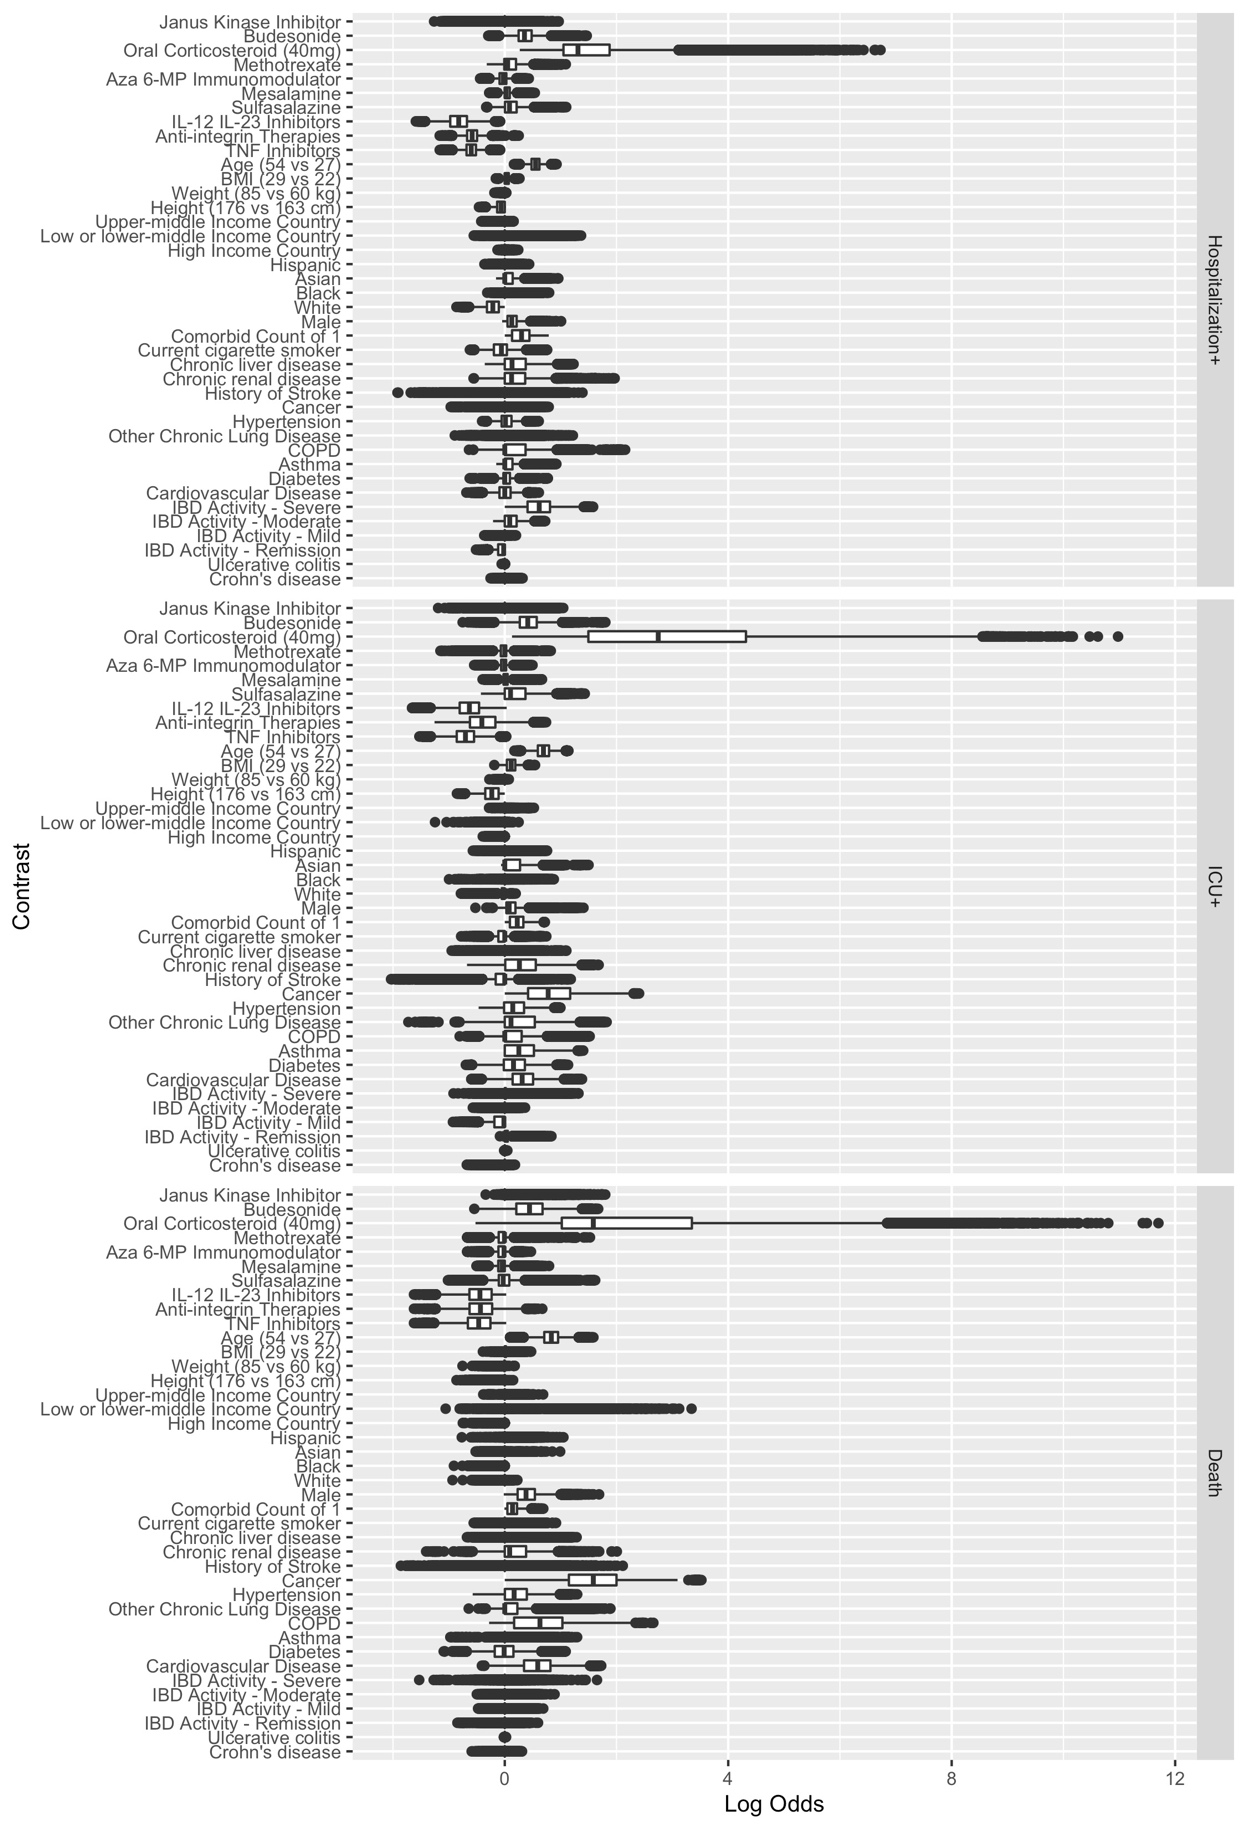 Janus Kinase Inhibitor
Budesonide
Oral Corticosteroid (40mg)
Methotrexate
Aza 6-MP Immunomodulator
Mesalamine
Sulfasalazine
IL-12 IL-23 Inhibitors
Anti-integrin Therapies
TNF Inhibitors
Age (54 vs 27)
BMI (29 vs 22)
Weight (85 vs 60 kg)
Height (176 vs 163 cm)
Upper-middle Income Country
Low or lower-middle Income Country
High Income Country
Hispanic
Asian
Black
White
Male
Comorbid Count of 1
Current cigarette smoker
Chronic liver disease
Chronic renal disease
History of Stroke
Cancer
Hypertension
Other Chronic Lung Disease
COPD
Asthma
Diabetes
Cardiovascular Disease
IBD Activity - Severe
IBD Activity - Moderate
IBD Activity - Mild
IBD Activity - Remission
Ulcerative colitis
Crohn's disease
Hospitalization+
Janus Kinase Inhibitor
Budesonide
Oral Corticosteroid (40mg)
Methotrexate
Aza 6-MP Immunomodulator
Mesalamine
Sulfasalazine
IL-12 IL-23 Inhibitors
Anti-integrin Therapies
TNF Inhibitors
Age (54 vs 27)
BMI (29 vs 22)
Weight (85 vs 60 kg)
Height (176 vs 163 cm)
Upper-middle Income Country
Low or lower-middle Income Country
High Income Country
Hispanic
Asian
Black
White
Male
Comorbid Count of 1
Current cigarette smoker
Chronic liver disease
Chronic renal disease
History of Stroke
Cancer
Hypertension
Other Chronic Lung Disease
COPD
Asthma
Diabetes
Cardiovascular Disease
IBD Activity - Severe
IBD Activity - Moderate
IBD Activity - Mild
IBD Activity - Remission
Ulcerative colitis
Crohn's disease
ICU+
Contrast
Janus Kinase Inhibitor
Budesonide
Oral Corticosteroid (40mg)
Methotrexate
Aza 6-MP Immunomodulator
Mesalamine
Sulfasalazine
IL-12 IL-23 Inhibitors
Anti-integrin Therapies
TNF Inhibitors
Age (54 vs 27)
BMI (29 vs 22)
Weight (85 vs 60 kg)
Height (176 vs 163 cm)
Upper-middle Income Country
Low or lower-middle Income Country
High Income Country
Hispanic
Asian
Black
White
Male
Comorbid Count of 1
Current cigarette smoker
Chronic liver disease
Chronic renal disease
History of Stroke
Cancer
Hypertension
Other Chronic Lung Disease
COPD
Asthma
Diabetes
Cardiovascular Disease
IBD Activity - Severe
IBD Activity - Moderate
IBD Activity - Mild
IBD Activity - Remission
Ulcerative colitis
Crohn's disease
Death
0 4 8 12
Log Odds